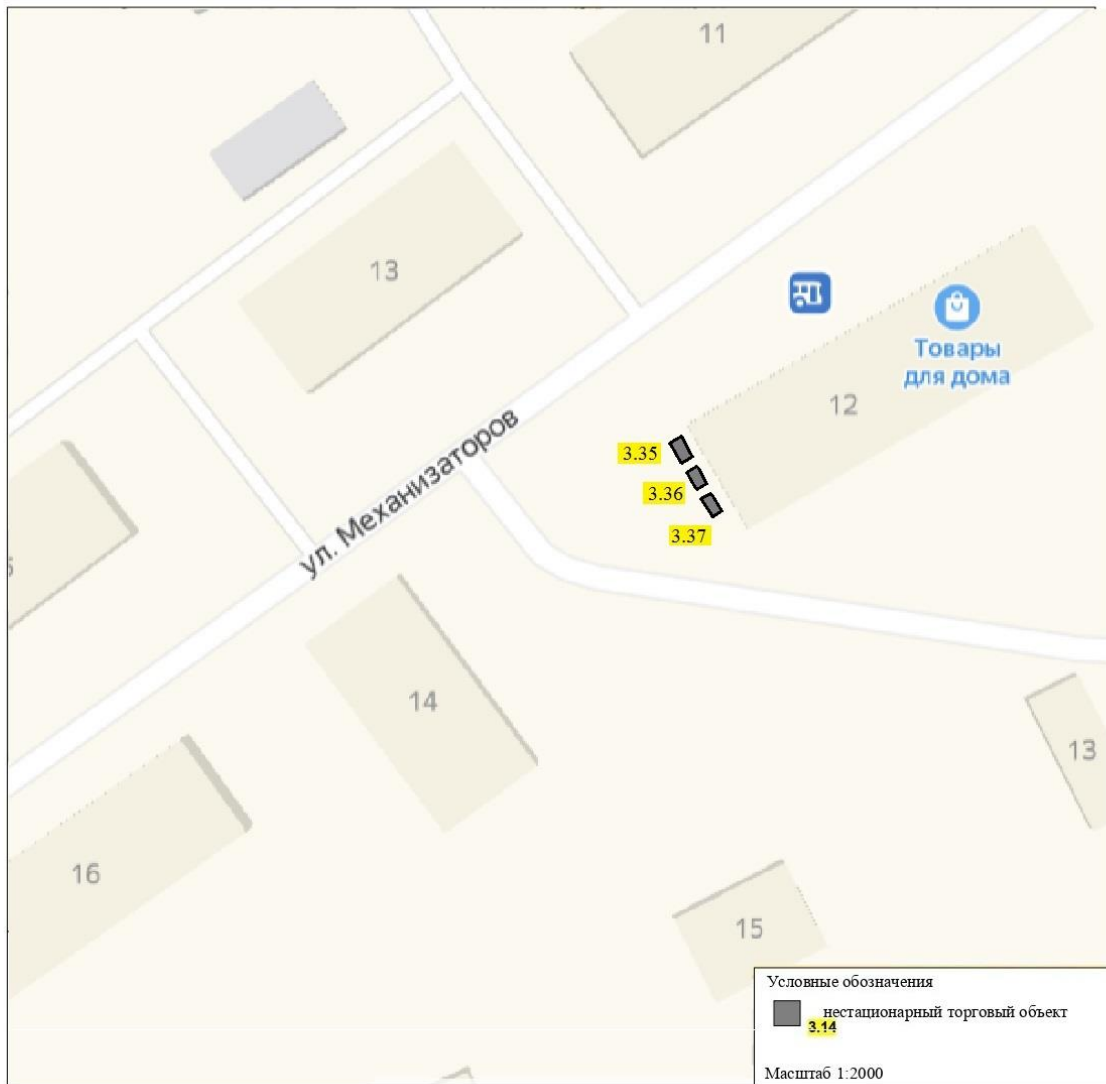 11
13
Товары
для дома
12
3.35
3.36
3.37
ул. Механизаторов
14
13
16
15
Условные обозначения
нестационарный торговый объект
3.14
Масштаб 1:2000